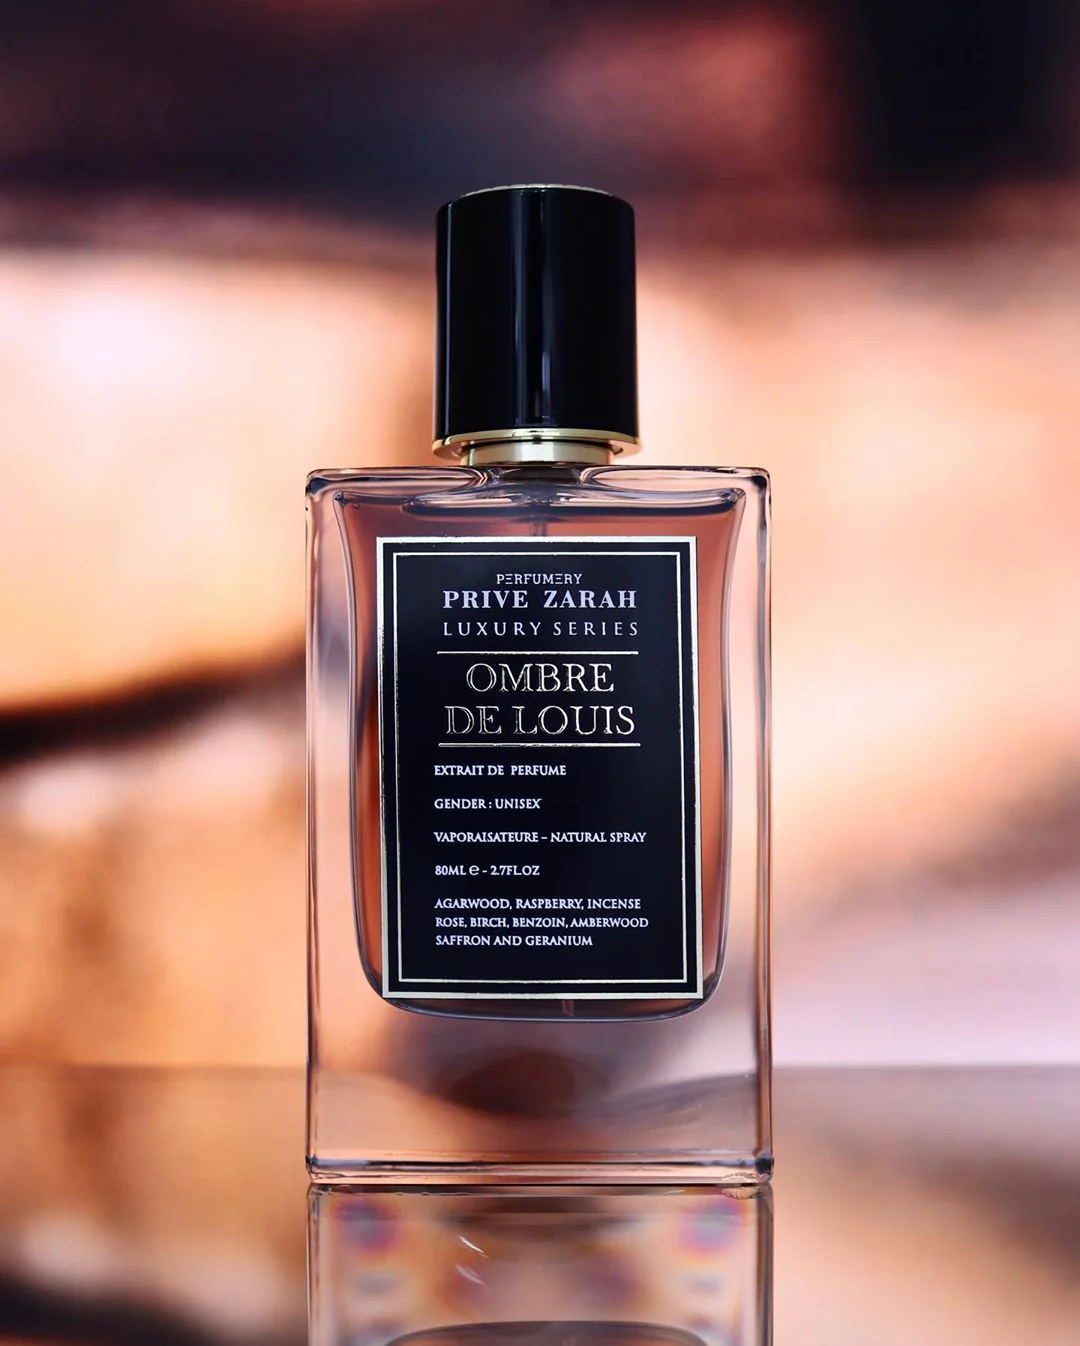 PERFUMERY
PRIVE ZARAH
LUXURY SERIES
OMBRE
DE LOUIS
EXTRAIT DE PERFUME
GENDER : UNISEX
VAPORAISATEURE - NATURAL SPRAY
80ML ℮ - 2.7FL.OZ
AGARWOOD, RASPBERRY, INCENSE
ROSE, BIRCH, BENZOIN, AMBERWOOD
SAFFRON AND GERANIUM